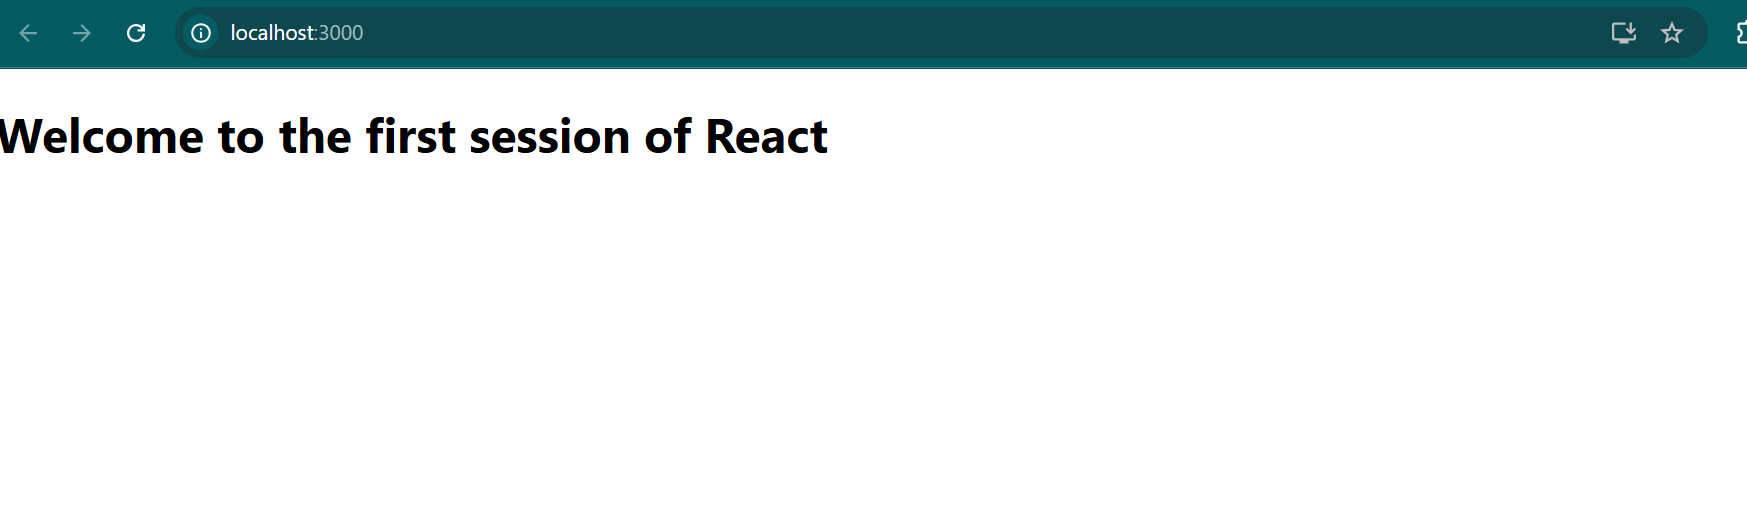 localhost:3000
Welcome to the first session of React